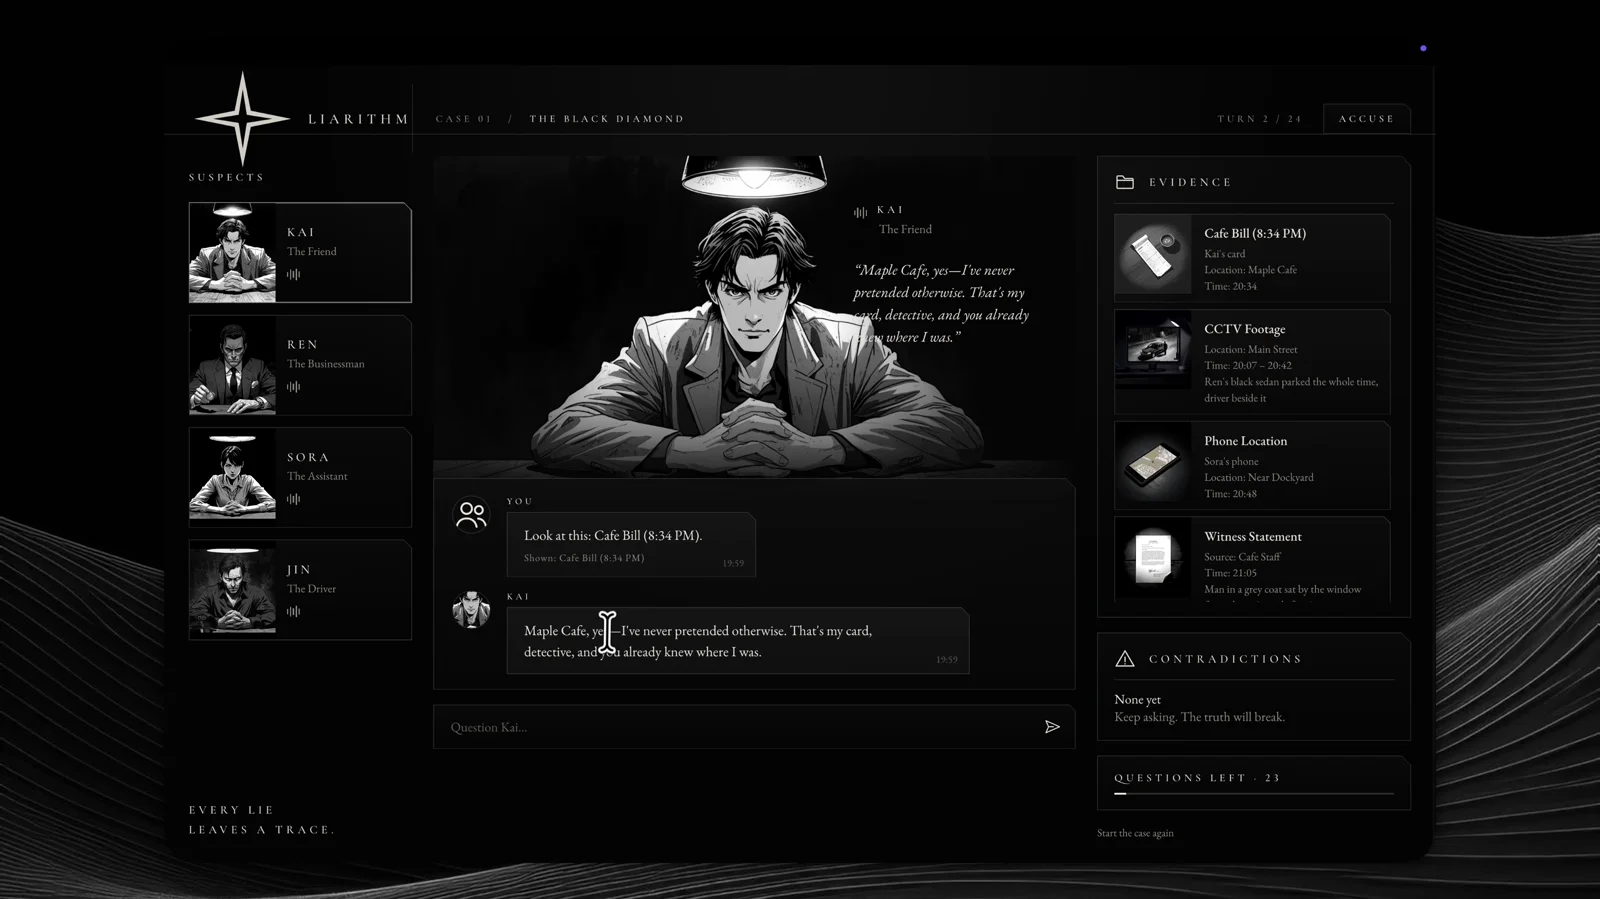 LIARITHM
CASE 01 / THE BLACK DIAMOND
TURN 2 / 24
ACCUSE
SUSPECTS
KAI
The Friend
REN
The Businessman
SORA
The Assistant
JIN
The Driver
EVERY LIE
LEAVES A TRACE.
KAI
The Friend
“Maple Cafe, yes—I've never
pretended otherwise. That's my
card, detective, and you already
knew where I was.”
YOU
Look at this: Cafe Bill (8:34 PM).
Shown: Cafe Bill (8:34 PM)
19:59
KAI
Maple Cafe, yes—I've never pretended otherwise. That's my card,
detective, and you already knew where I was.
19:59
Question Kai...
EVIDENCE
Cafe Bill (8:34 PM)
Kai's card
Location: Maple Cafe
Time: 20:34
CCTV Footage
Location: Main Street
Time: 20:07 – 20:42
Ren's black sedan parked the whole time,
driver beside it
Phone Location
Sora's phone
Location: Near Dockyard
Time: 20:48
Witness Statement
Source: Cafe Staff
Time: 21:05
Man in a grey coat sat by the window
CONTRADICTIONS
None yet
Keep asking. The truth will break.
QUESTIONS LEFT · 23
Start the case again